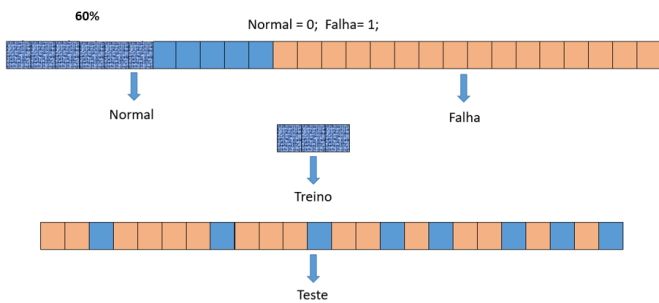 60%
Normal = 0; Falha= 1;
Normal
Falha
Treino
Teste